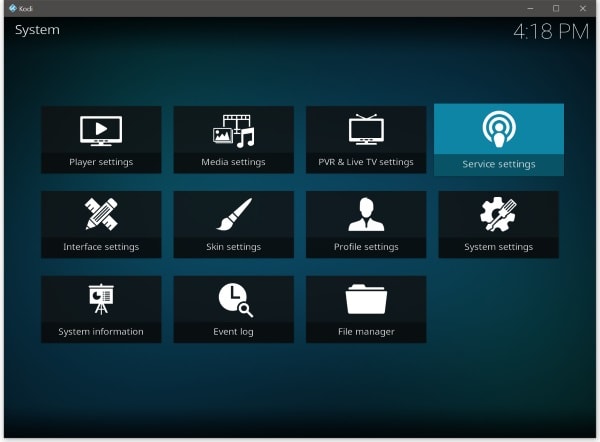 Kodi
System
4:18 PM
Player settings
Media settings
PVR & Live TV settings
Service settings
Interface settings
Skin settings
Profile settings
System settings
System information
Event log
File manager